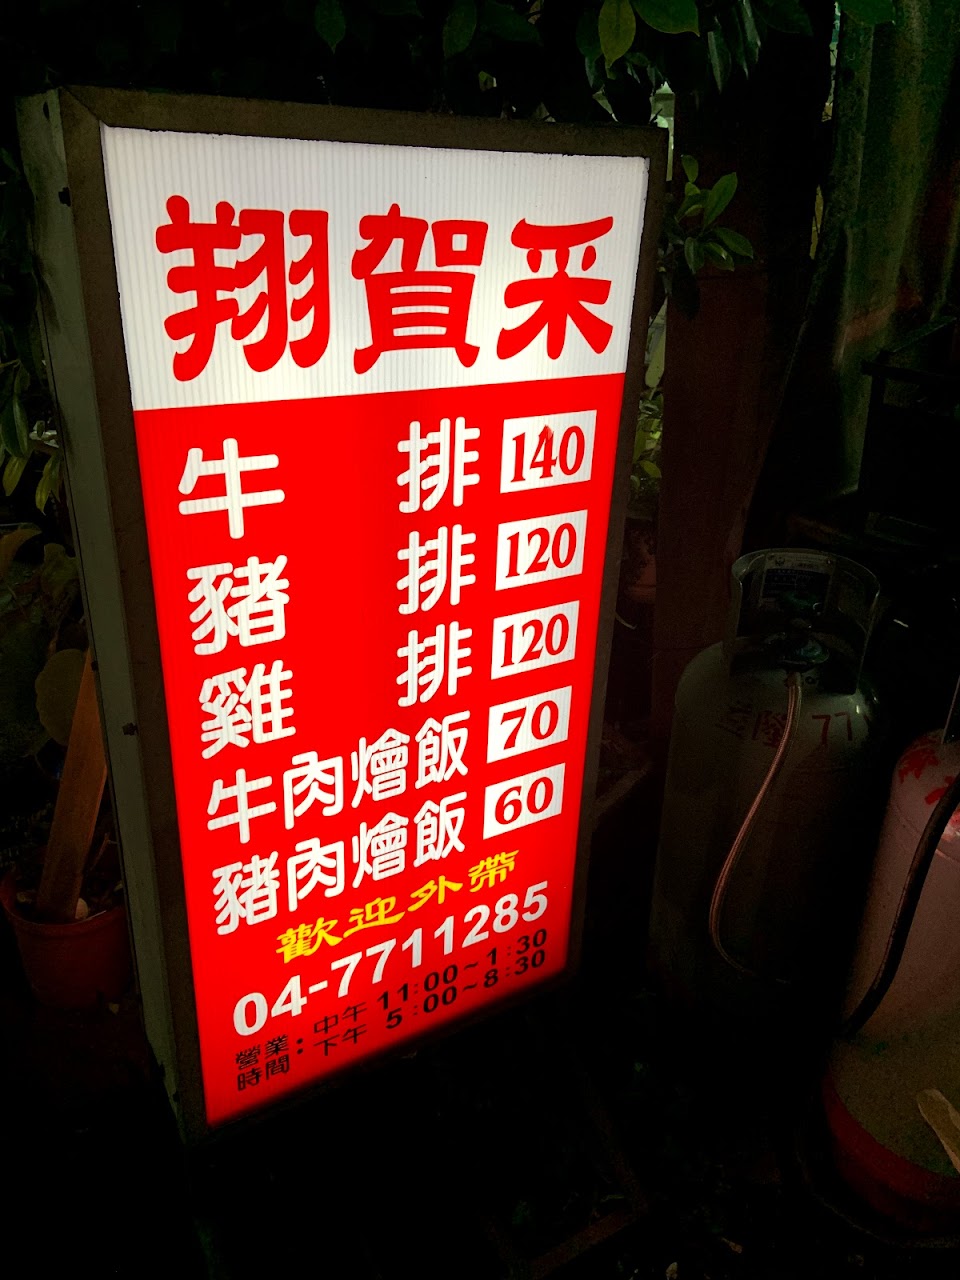 翔賀采
牛排 140
豬排 120
雞排 120
牛肉燴飯 70
豬肉燴飯 60
歡迎外帶
04-7711285
營業時間：中午 11:00~1:30
下午 5:00~8:30
隆 77